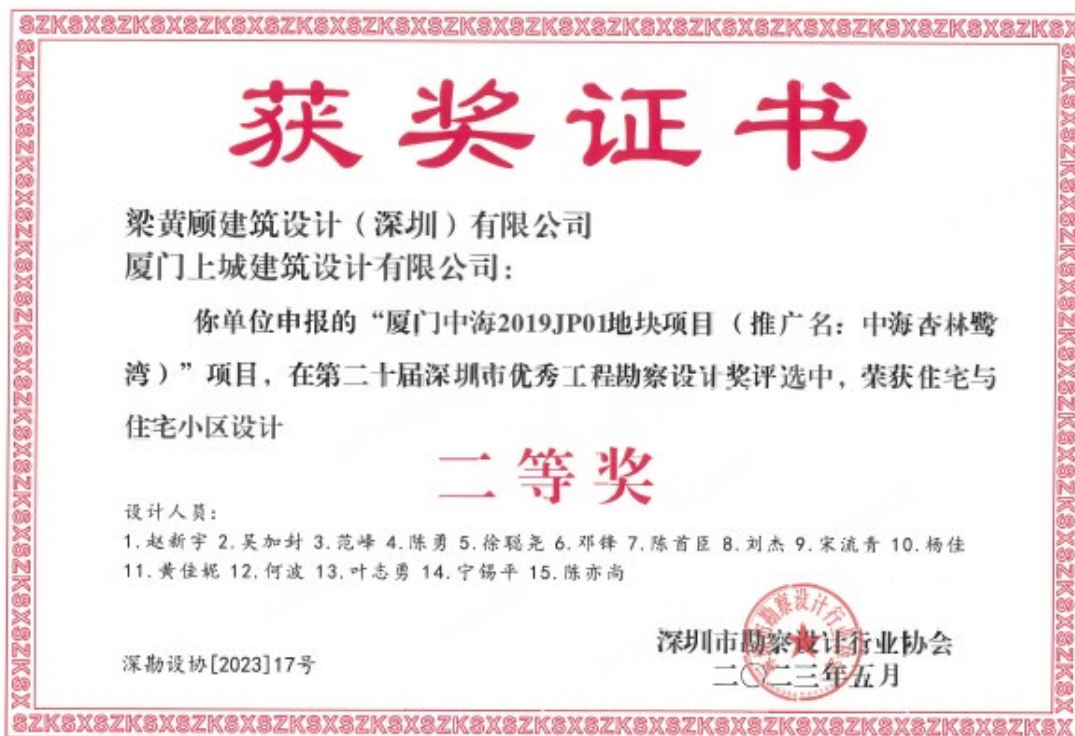 获奖证书
梁黄顾建筑设计（深圳）有限公司
厦门上城建筑设计有限公司：
你单位申报的“厦门中海2019JP01地块项目（推广名：中海杏林鹭
湾）”项目，在第二十届深圳市优秀工程勘察设计奖评选中，荣获住宅与
住宅小区设计
二等奖
设计人员：
1.赵新宇 2.吴加封 3.范峰 4.陈勇 5.徐聪尧 6.邓锋 7.陈首臣 8.刘杰 9.宋流青 10.杨佳
11.黄佳妮 12.何波 13.叶志勇 14.宁锡平 15.陈亦尚
深圳市勘察设计行业协会
二〇二三年五月
深勘设协[2023]17号